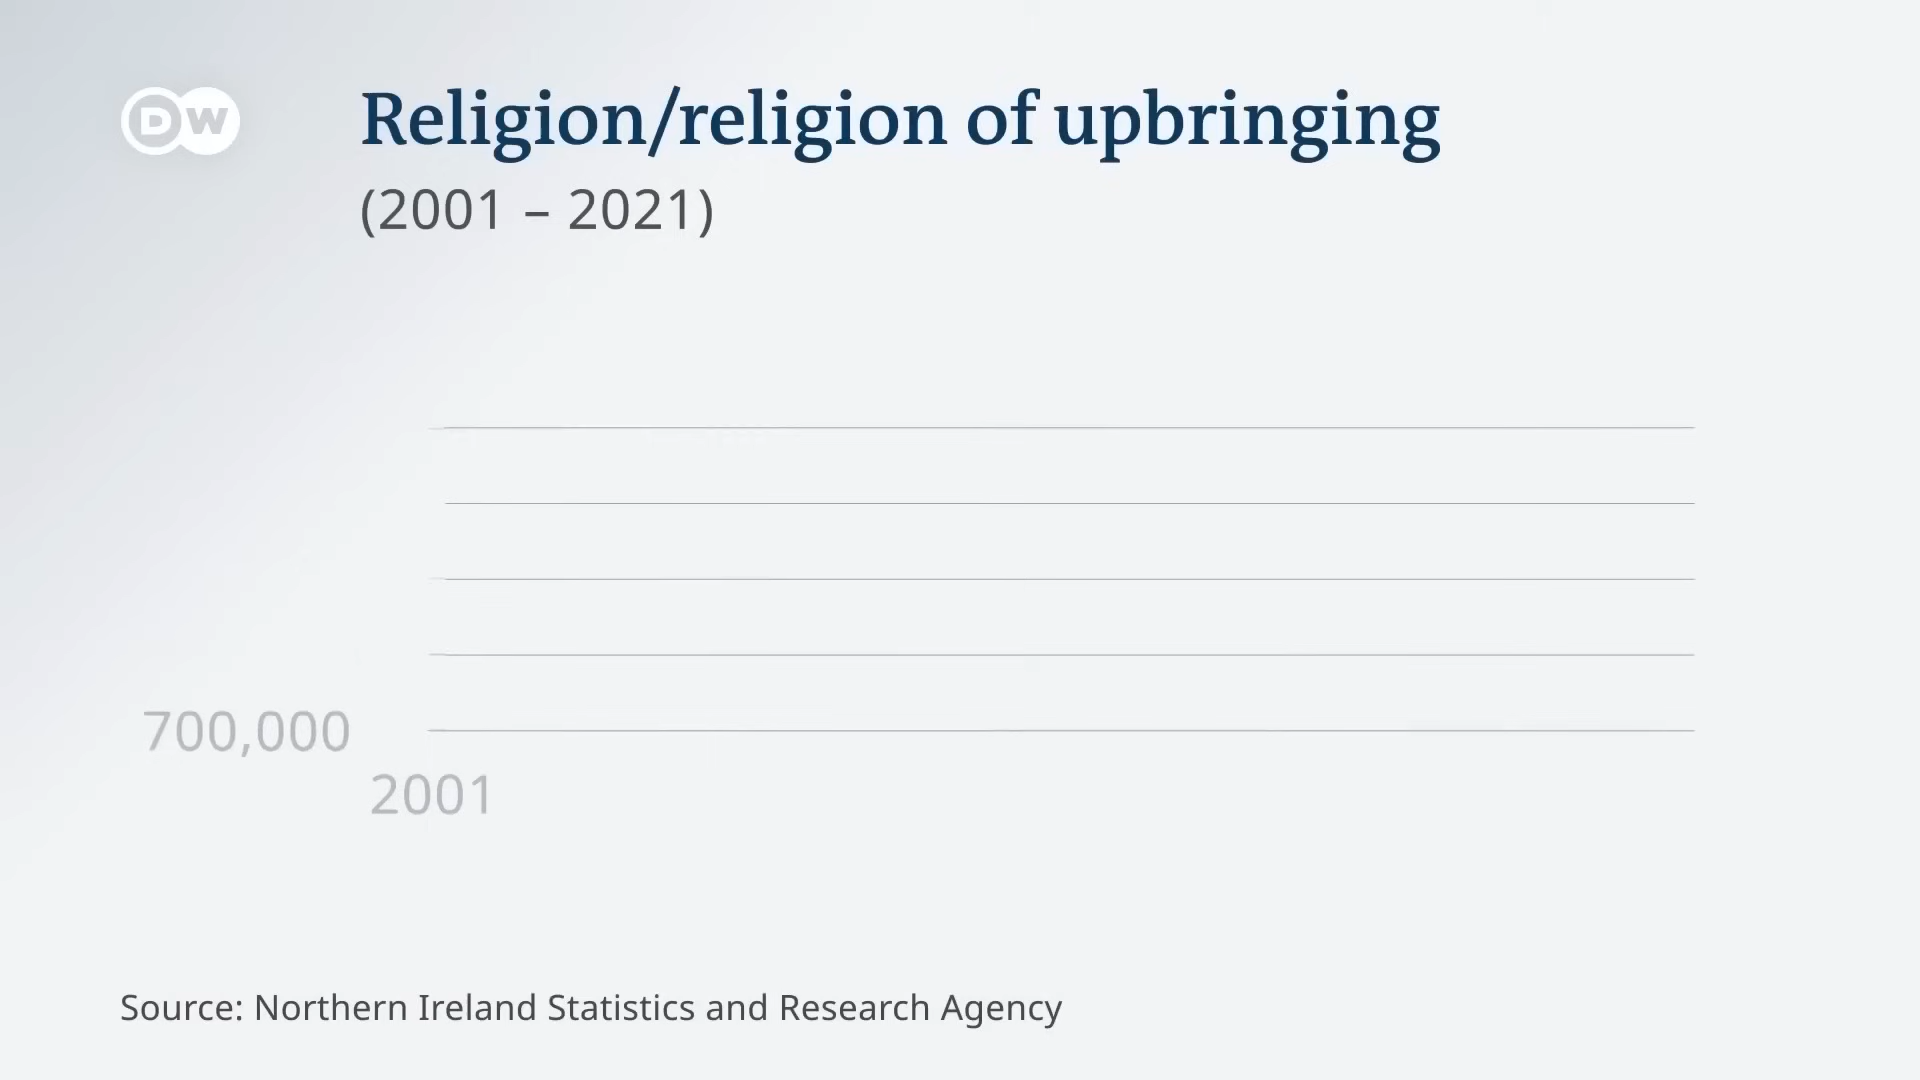 DW
Religion/religion of upbringing
(2001 – 2021)
700,000
2001
Source: Northern Ireland Statistics and Research Agency